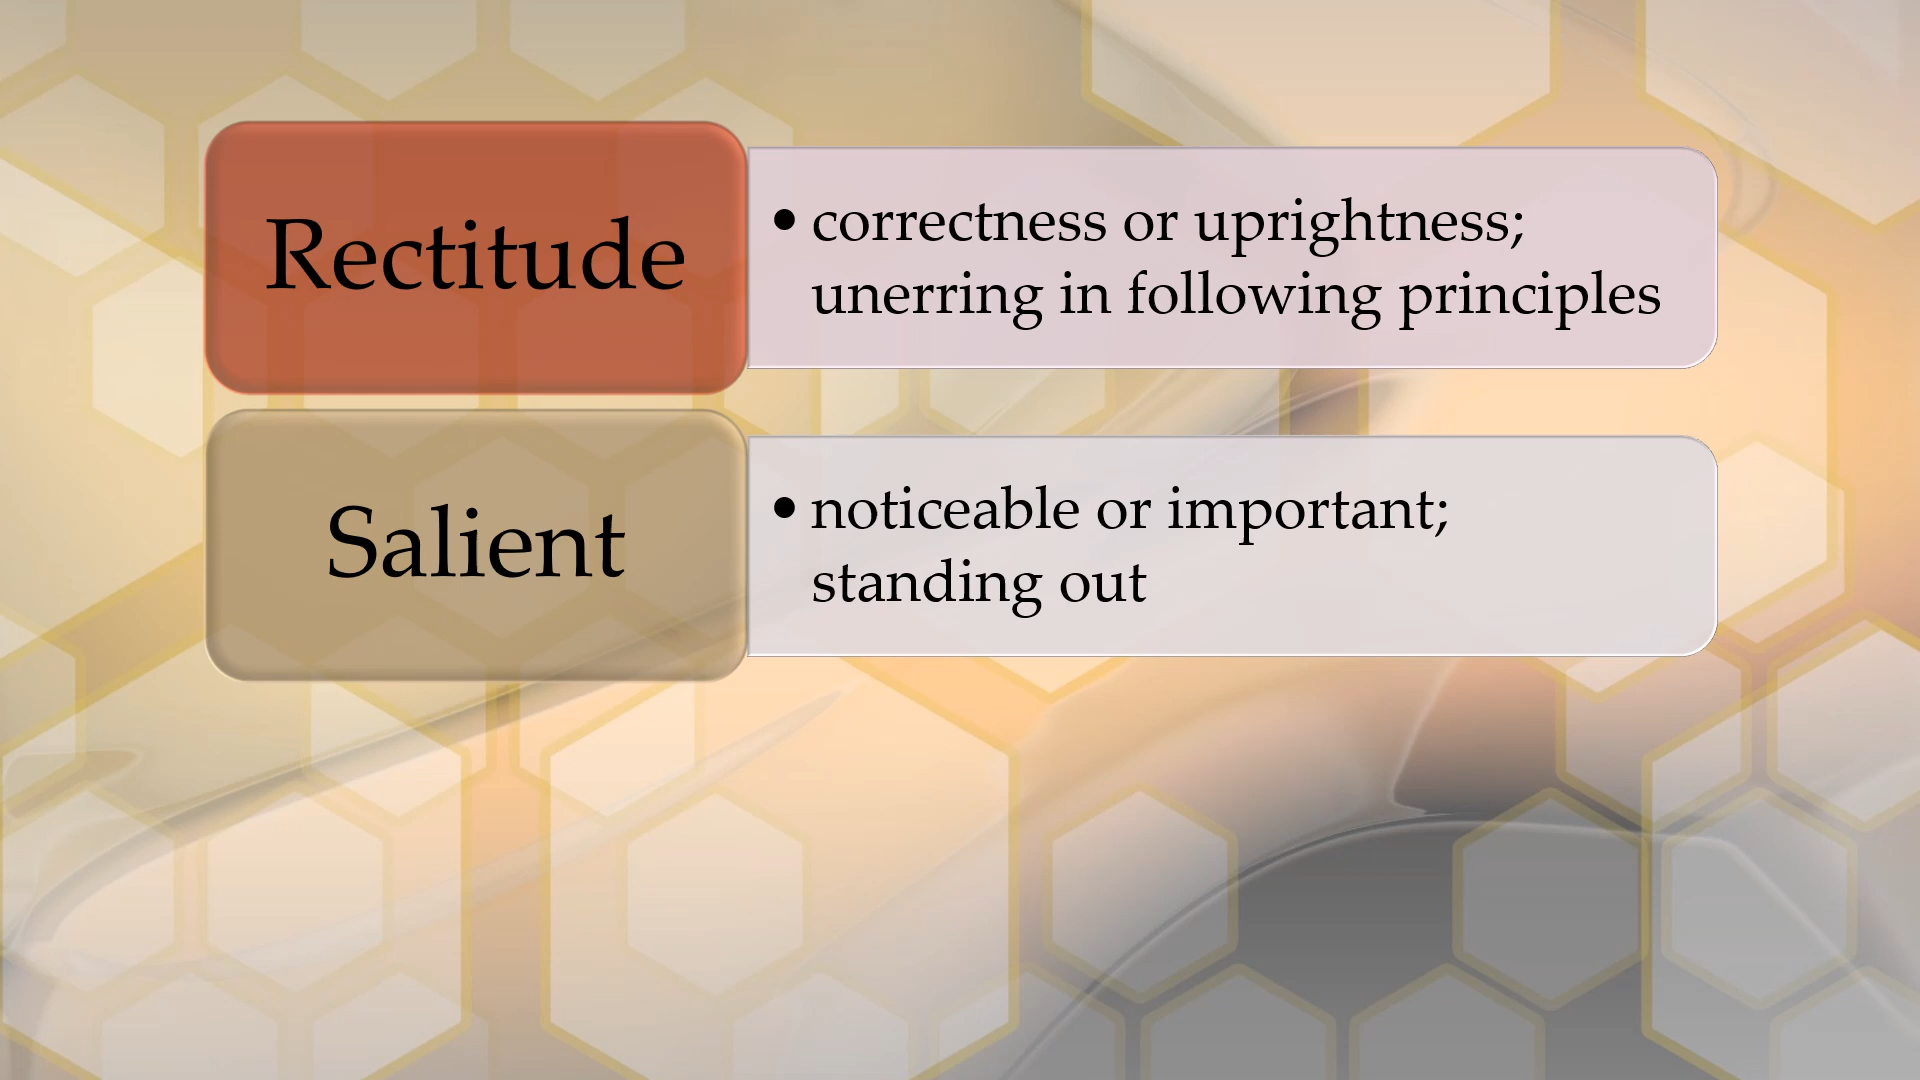 Rectitude
• correctness or uprightness;
unerring in following principles
Salient
• noticeable or important;
standing out